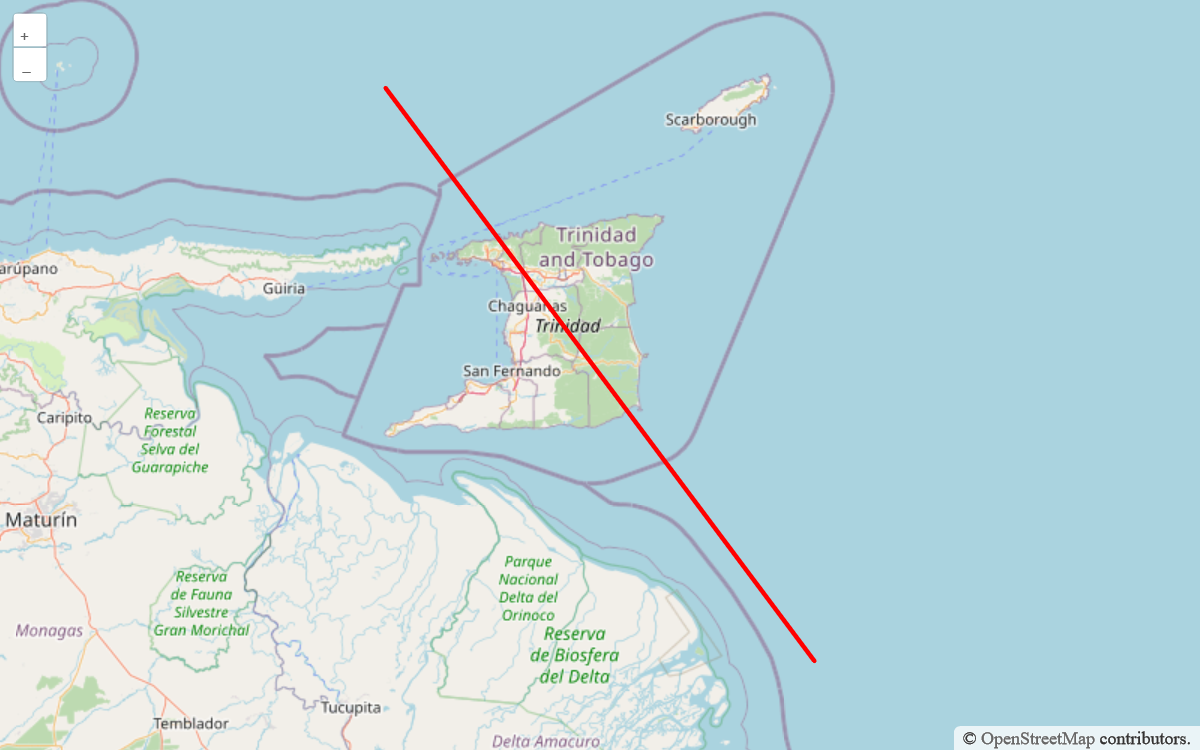 +
–
Scarborough
Trinidad
and Tobago
arúpano
Güiria
Chaguanas
Trinidad
San Fernando
Caripito
Reserva
Forestal
Selva del
Guarapiche
Maturín
Parque
Nacional
Delta del
Orinoco
Reserva
de Fauna
Silvestre
Gran Morichal
Monagas
Reserva
de Biosfera
del Delta
Tucupita
Temblador
Delta Amacuro
© OpenStreetMap contributors.